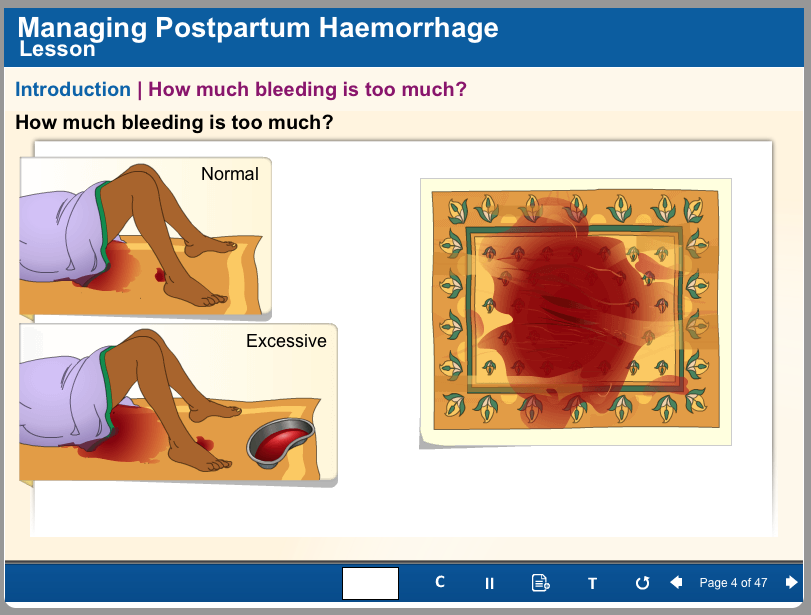 Managing Postpartum Haemorrhage
Lesson
Introduction | How much bleeding is too much?
How much bleeding is too much?
Normal
Excessive
C
T
Page 4 of 47